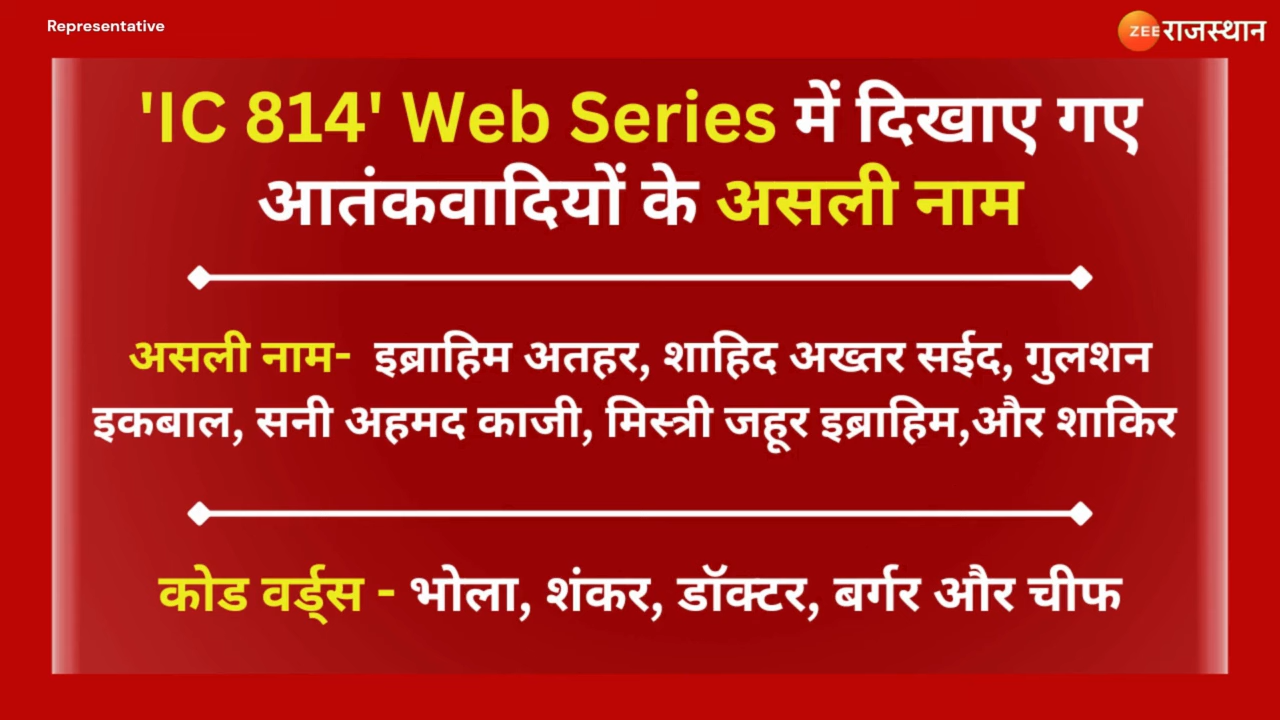 Representative
ZEE राजस्थान
'IC 814' Web Series में दिखाए गए
आतंकवादियों के असली नाम
असली नाम- इब्राहिम अतहर, शाहिद अख्तर सईद, गुलशन
इकबाल, सनी अहमद काजी, मिस्त्री जहूर इब्राहिम,और शाकिर
कोड वर्ड्स - भोला, शंकर, डॉक्टर, बर्गर और चीफ